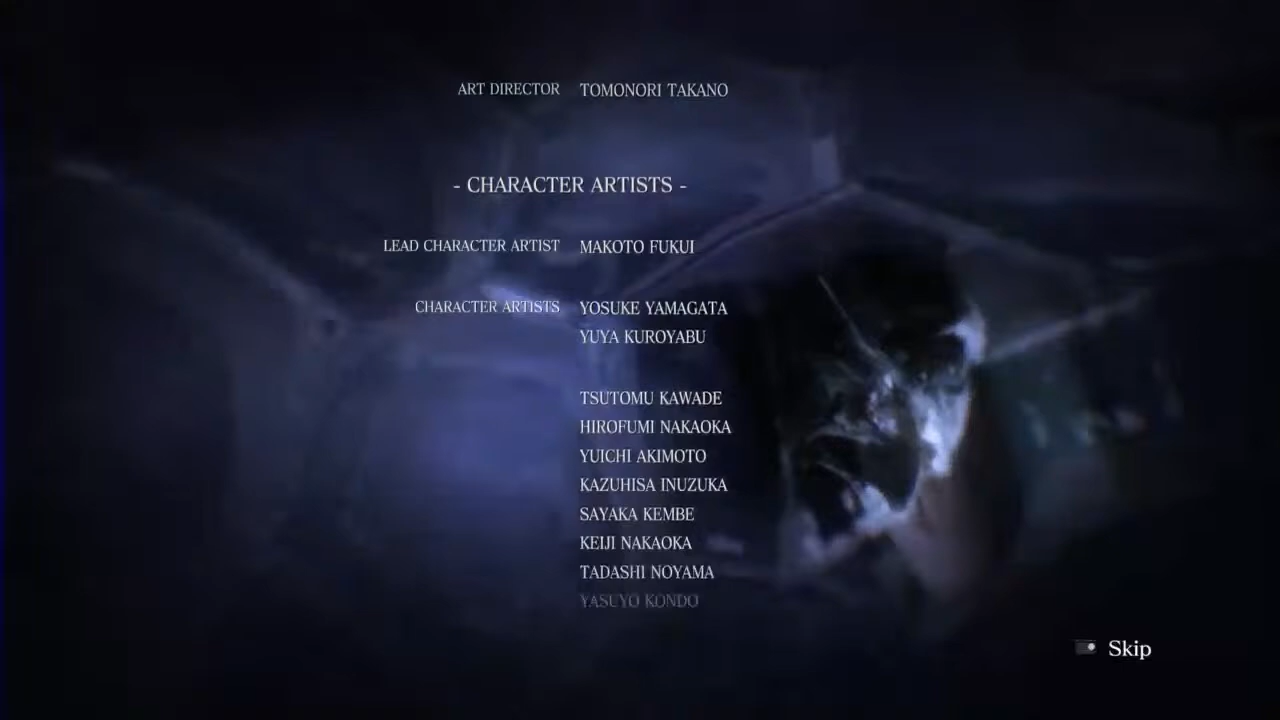 ART DIRECTOR TOMONORI TAKANO
- CHARACTER ARTISTS -
LEAD CHARACTER ARTIST MAKOTO FUKUI
CHARACTER ARTISTS YOSUKE YAMAGATA
YUYA KUROYABU
TSUTOMU KAWADE
HIROFUMI NAKAOKA
YUICHI AKIMOTO
KAZUHISA INUZUKA
SAYAKA KEMBE
KEIJI NAKAOKA
TADASHI NOYAMA
YASUYO KONDO
Skip